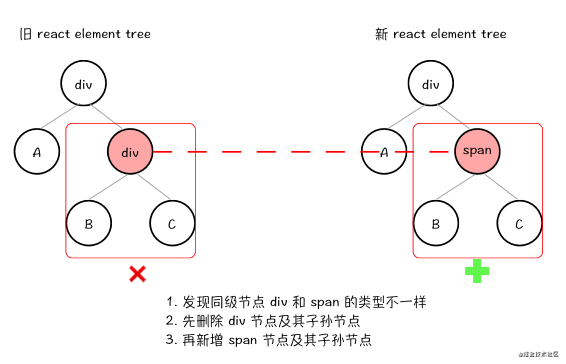 旧 react element tree
新 react element tree
div
div
A
div
A
span
B
C
B
C
1. 发现同级节点 div 和 span 的类型不一样
2. 先删除 div 节点及其子孙节点
3. 再新增 span 节点及其子孙节点
@稀土掘金技术社区